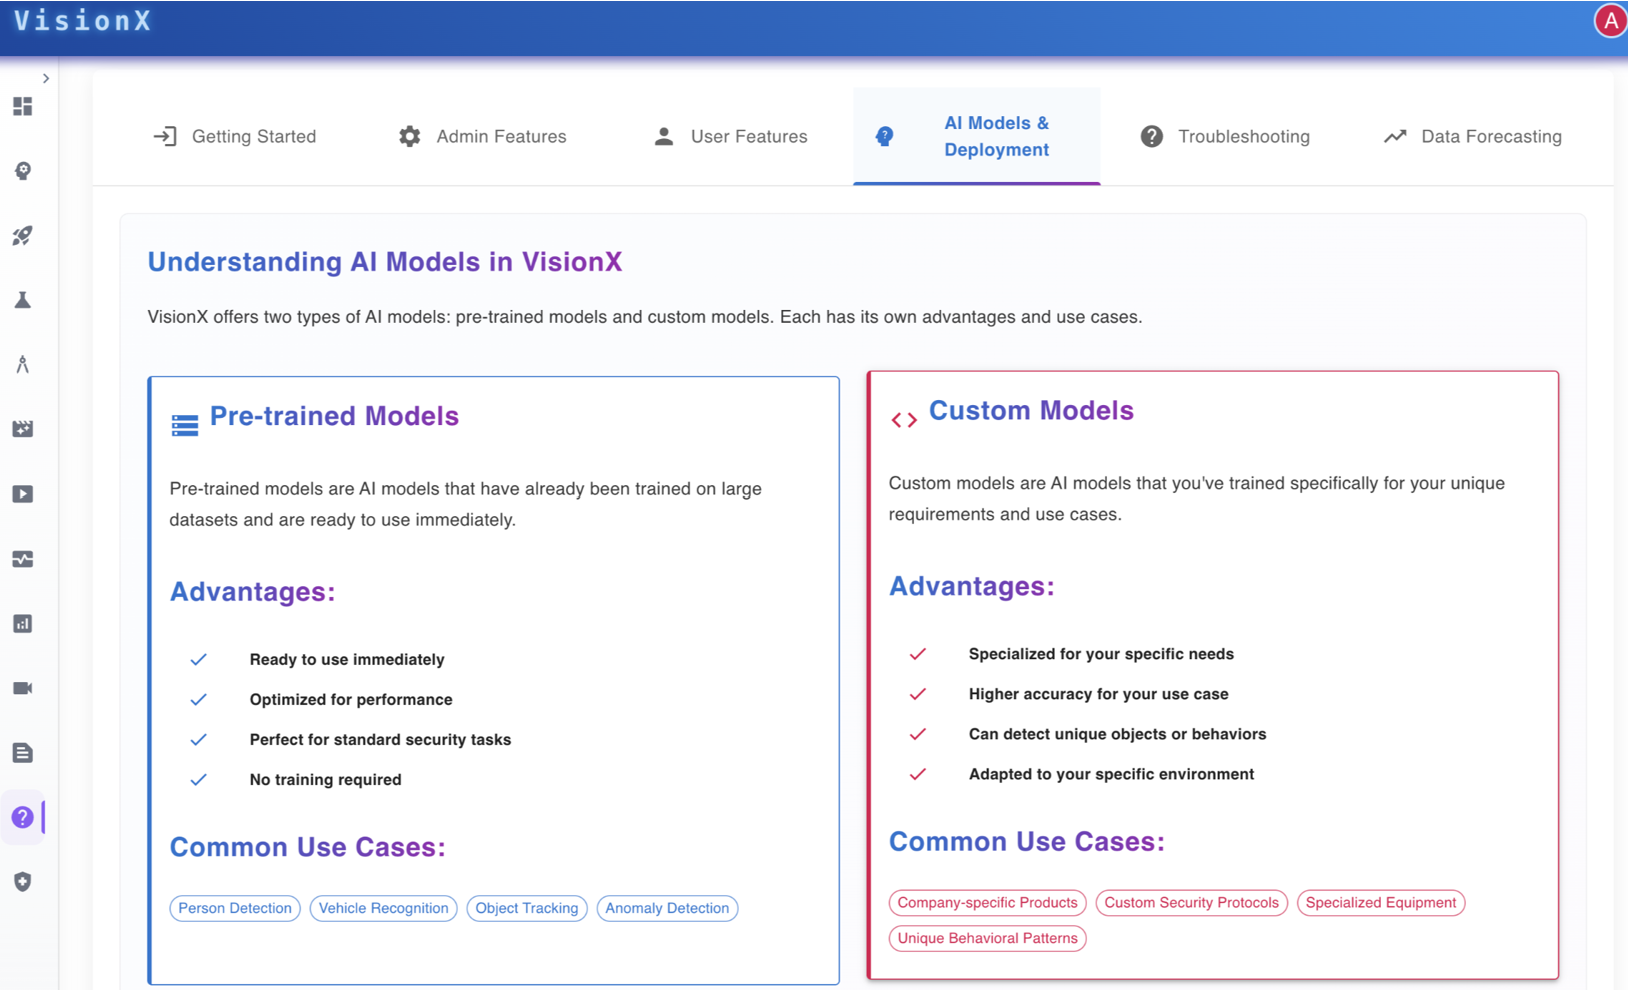 VisionX
A
Getting Started
Admin Features
User Features
AI Models &
Deployment
Troubleshooting
Data Forecasting
Understanding AI Models in VisionX
VisionX offers two types of AI models: pre-trained models and custom models. Each has its own advantages and use cases.
Pre-trained Models
Pre-trained models are AI models that have already been trained on large
datasets and are ready to use immediately.
Advantages:
Ready to use immediately
Optimized for performance
Perfect for standard security tasks
No training required
Common Use Cases:
Person Detection
Vehicle Recognition
Object Tracking
Anomaly Detection
Custom Models
Custom models are AI models that you've trained specifically for your unique
requirements and use cases.
Advantages:
Specialized for your specific needs
Higher accuracy for your use case
Can detect unique objects or behaviors
Adapted to your specific environment
Common Use Cases:
Company-specific Products
Custom Security Protocols
Specialized Equipment
Unique Behavioral Patterns